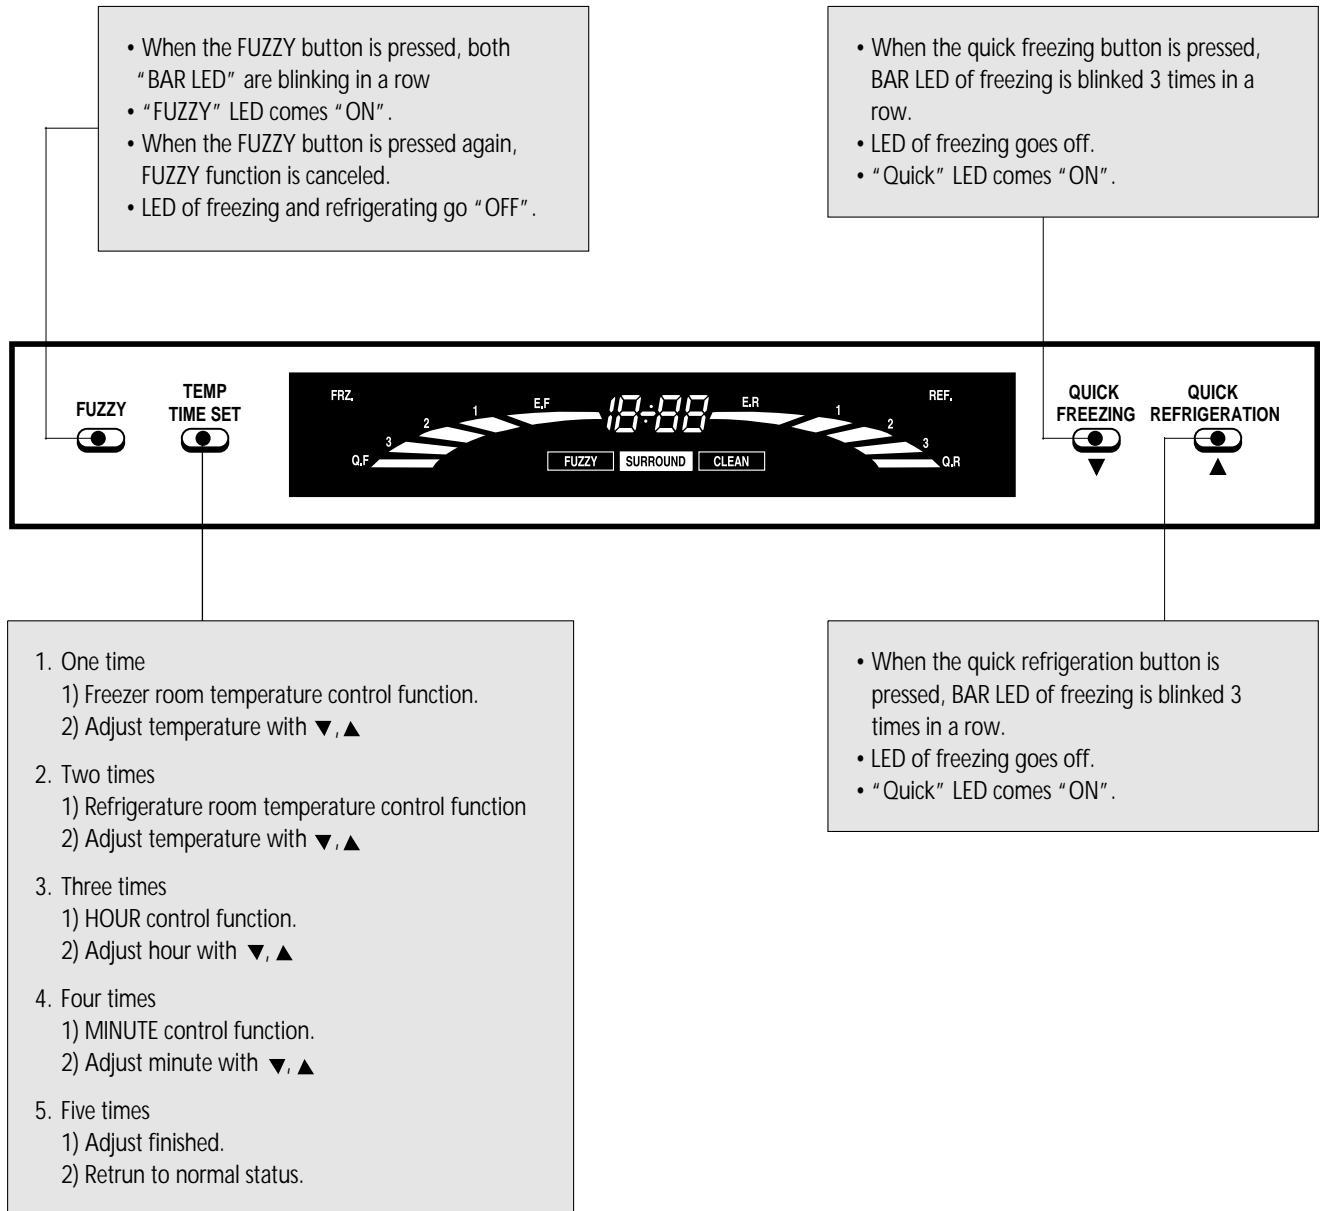 • When the FUZZY button is pressed, both
“BAR LED” are blinking in a row
• “FUZZY” LED comes “ON”.
• When the FUZZY button is pressed again,
FUZZY function is canceled.
• LED of freezing and refrigerating go “OFF”.
• When the quick freezing button is pressed,
BAR LED of freezing is blinked 3 times in a
row.
• LED of freezing goes off.
• “Quick” LED comes “ON”.
FUZZY
TEMP
TIME SET
FRZ.
Q.F
3
2
1
E.F
18:88
E.R
1
2
3
Q.R
REF.
FUZZY
SURROUND
CLEAN
QUICK
FREEZING
▼
QUICK
REFRIGERATION
▲
1. One time
1) Freezer room temperature control function.
2) Adjust temperature with ▼,▲
2. Two times
1) Refrigerature room temperature control function
2) Adjust temperature with ▼,▲
3. Three times
1) HOUR control function.
2) Adjust hour with ▼,▲
4. Four times
1) MINUTE control function.
2) Adjust minute with ▼,▲
5. Five times
1) Adjust finished.
2) Retrun to normal status.
• When the quick refrigeration button is
pressed, BAR LED of freezing is blinked 3
times in a row.
• LED of freezing goes off.
• “Quick” LED comes “ON”.